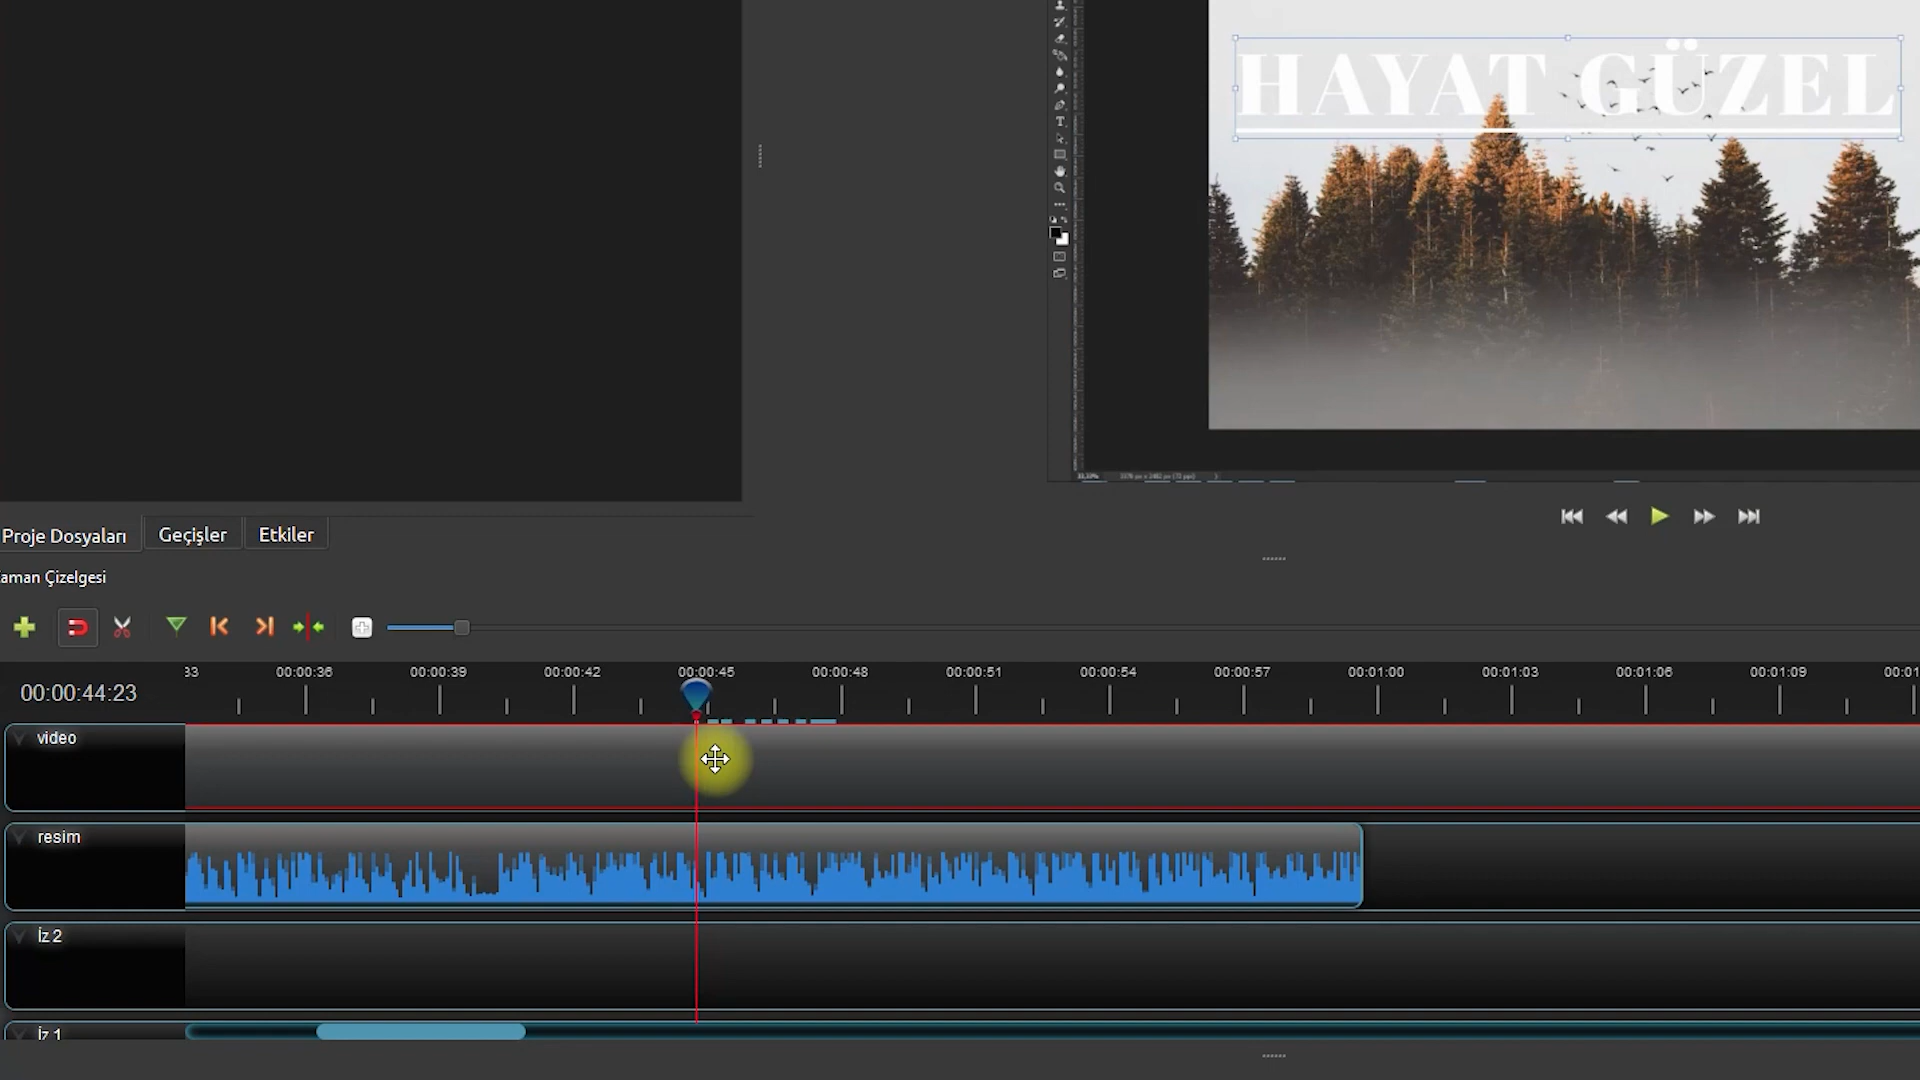 HAYAT GÜZEL
Proje Dosyaları
Geçişler
Etkiler
aman Çizelgesi
33
00:00:36
00:00:39
00:00:42
00:00:45
00:00:48
00:00:51
00:00:54
00:00:57
00:01:00
00:01:03
00:01:06
00:01:09
00:01
00:00:44:23
video
resim
İz 2
İz 1